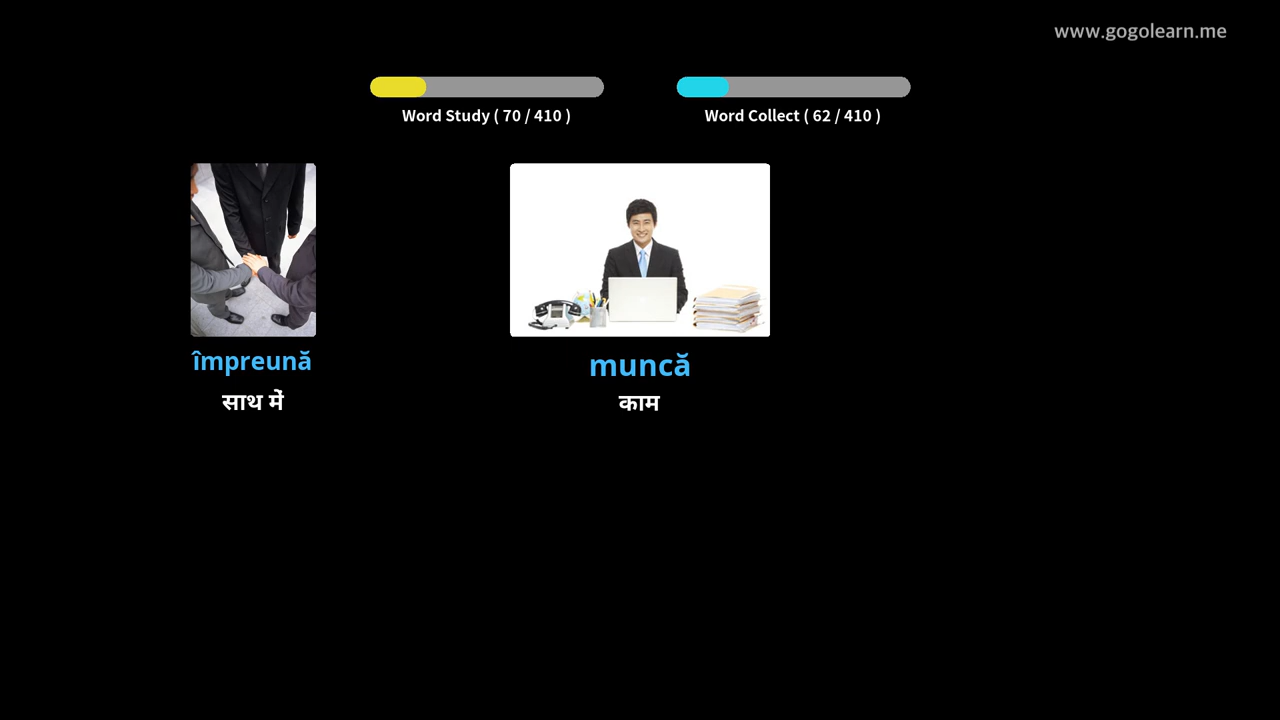 www.gogolearn.me
Word Study ( 70 / 410 )
Word Collect ( 62 / 410 )
împreună
muncă
साथ में
काम